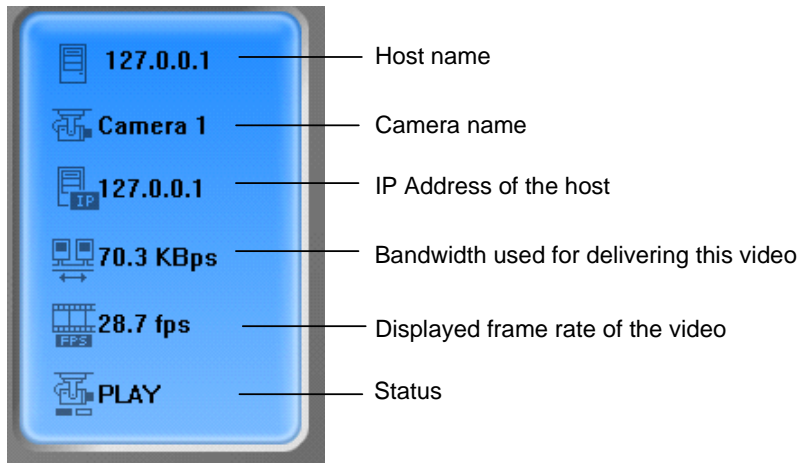 127.0.0.1 Host name
Camera 1 Camera name
IP 127.0.0.1 IP Address of the host
70.3 KBps Bandwidth used for delivering this video
28.7 fps Displayed frame rate of the video
FPS
PLAY Status